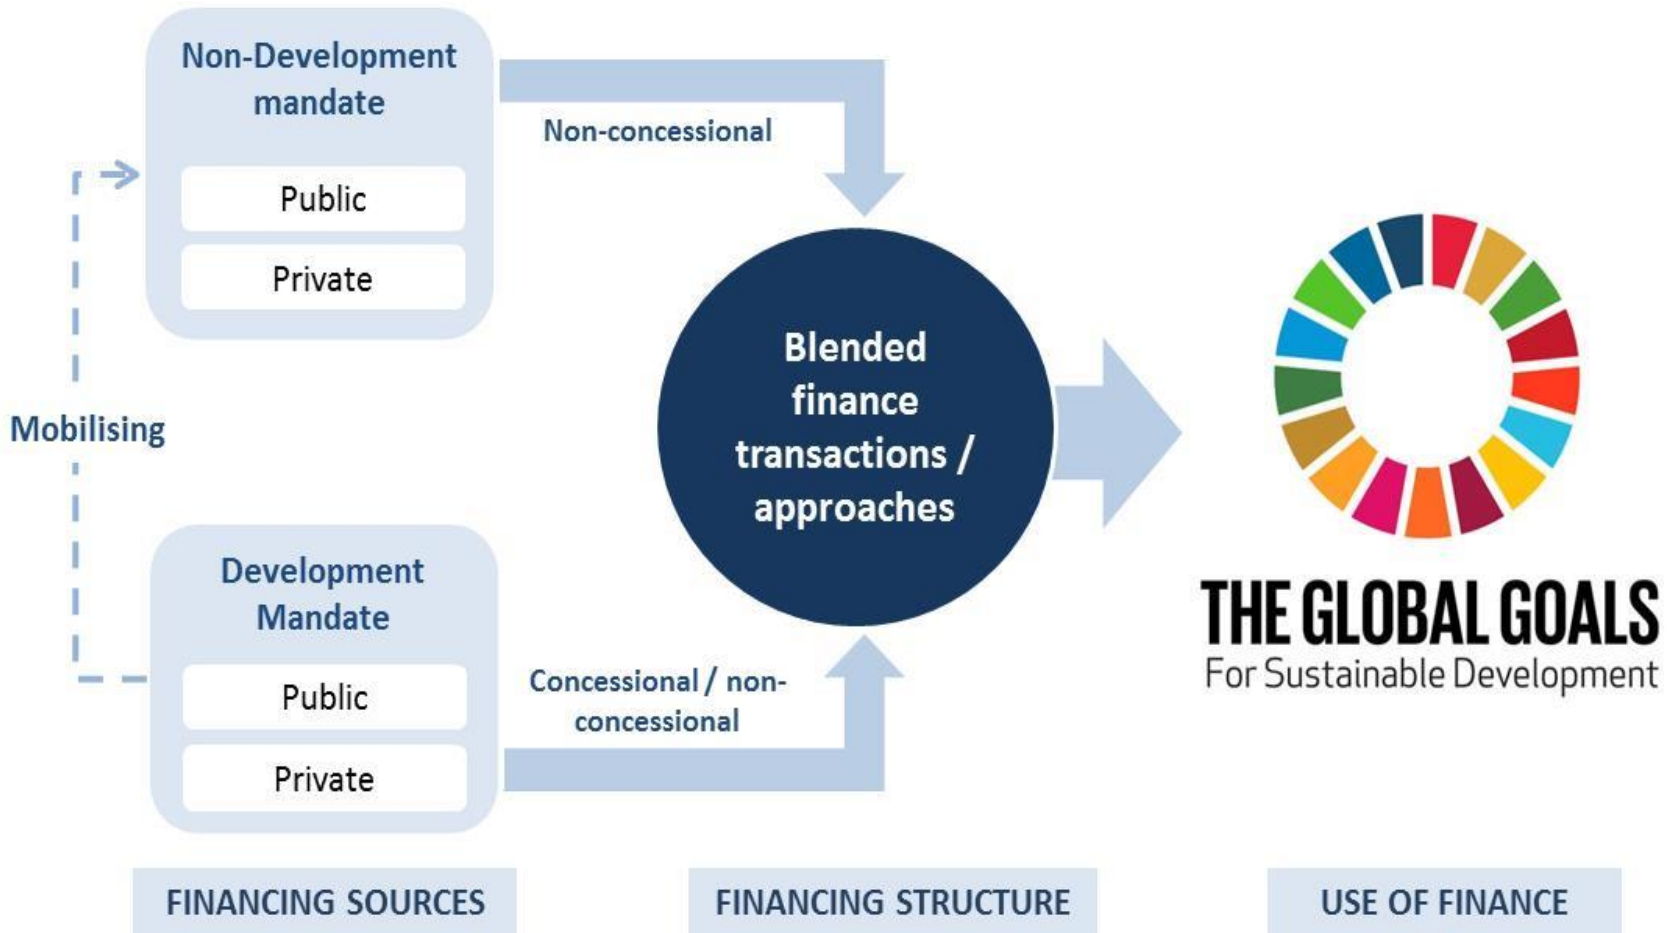 Non-Development
mandate
Public
Private
Non-concessional
Mobilising
Blended
finance
transactions /
approaches
Development
Mandate
Public
Private
Concessional / non-
concessional
THE GLOBAL GOALS
For Sustainable Development
FINANCING SOURCES
FINANCING STRUCTURE
USE OF FINANCE